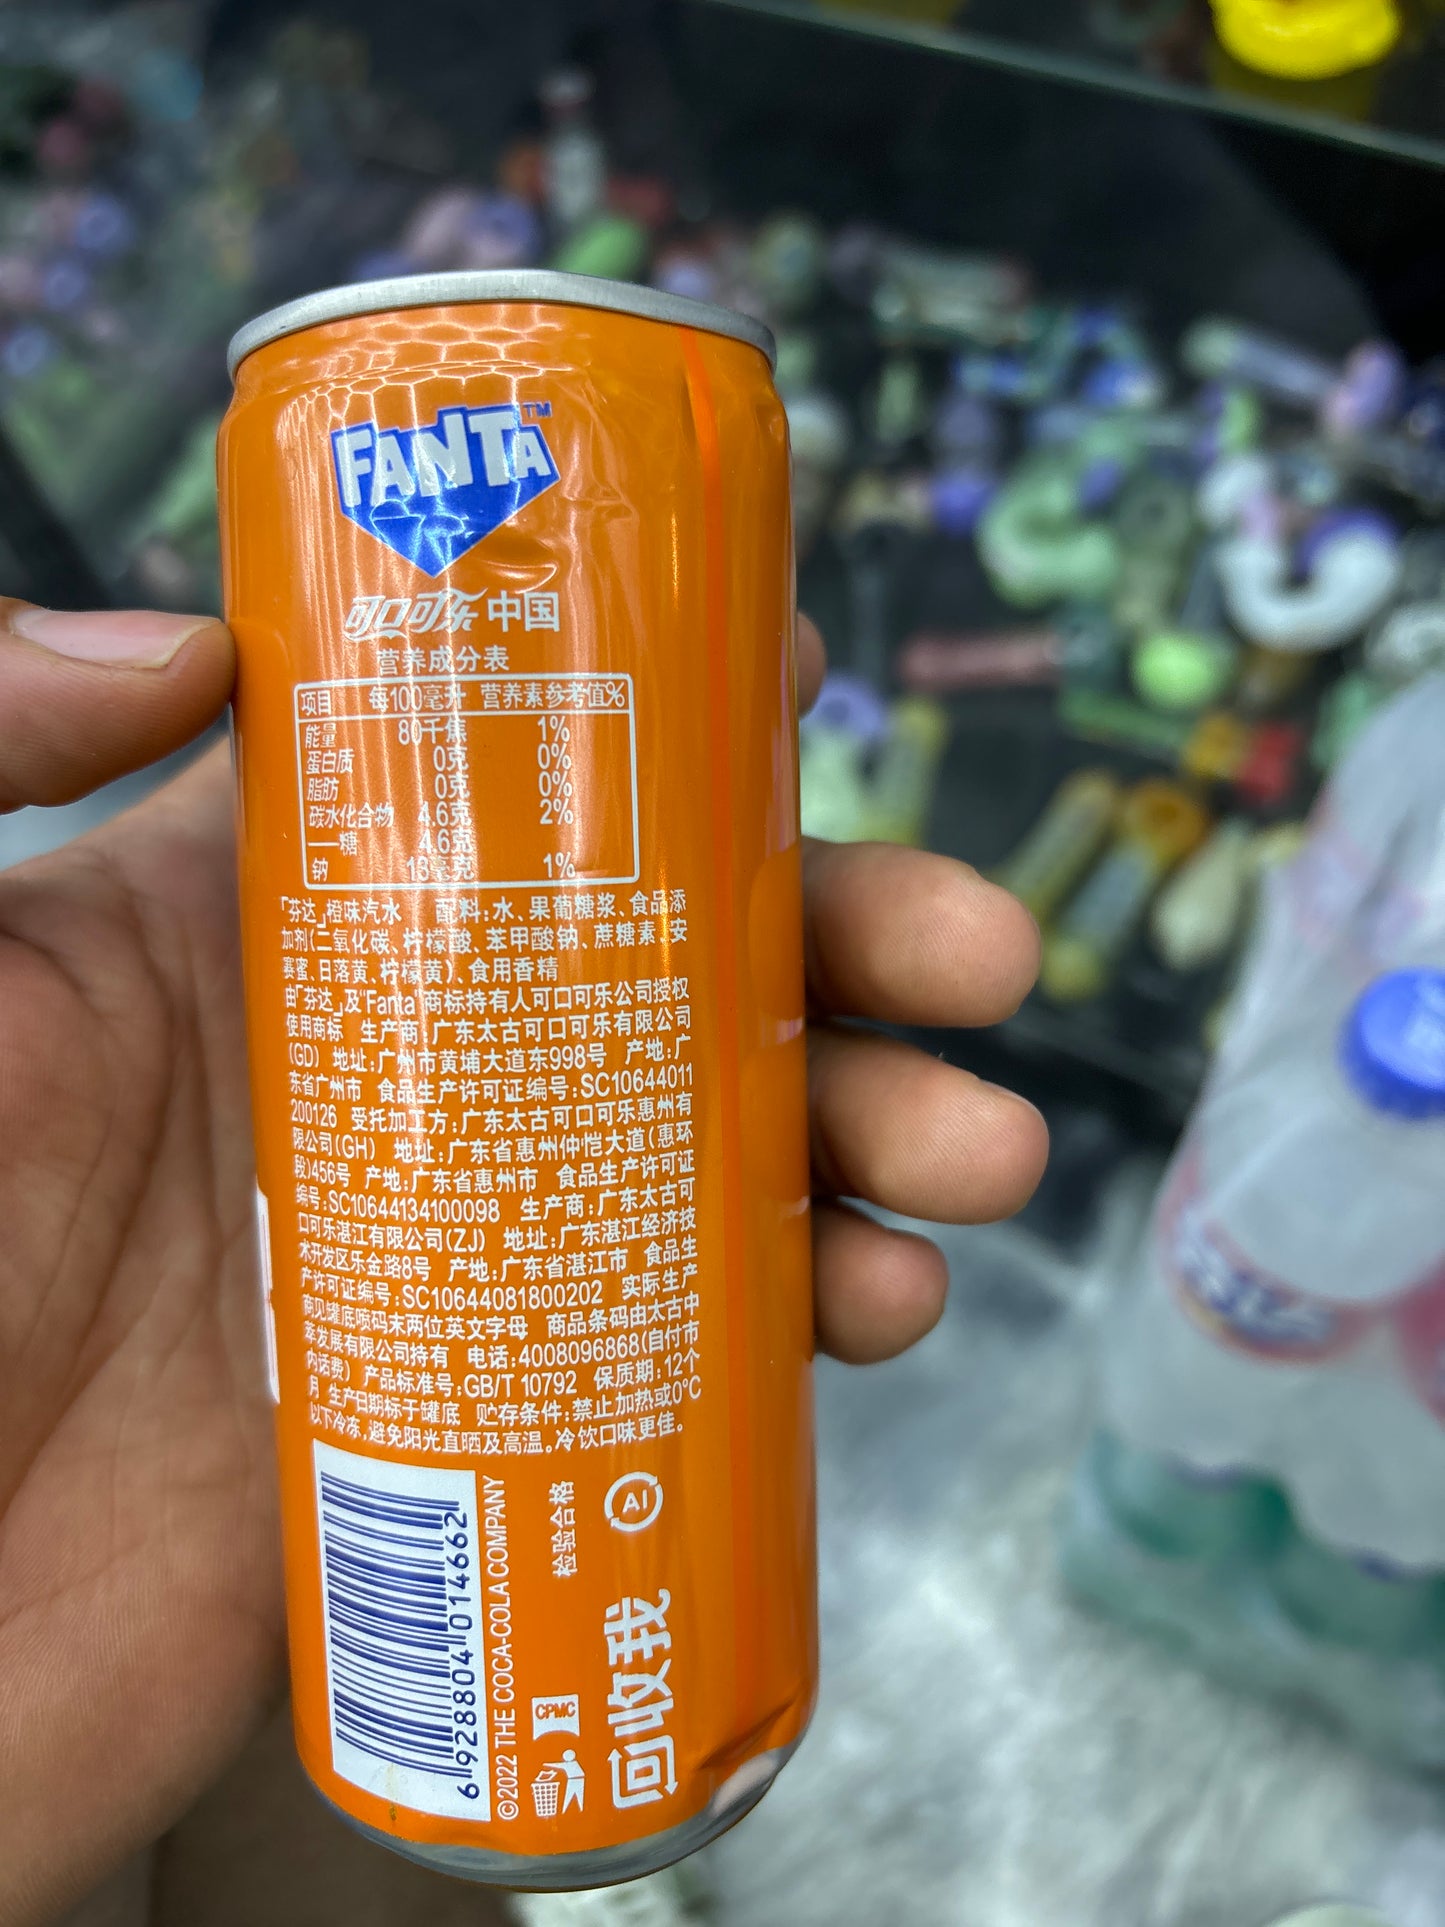 FANTA™
可口可乐 中国
营养成分表
项目 每100毫升 营养素参考值%
能量 80千焦 1%
蛋白质 0克 0%
脂肪 0克 0%
碳水化合物 4.6克 2%
——糖 4.6克
钠 18毫克 1%
「芬达」橙味汽水 配料:水、果葡糖浆、食品添
加剂(二氧化碳、柠檬酸、苯甲酸钠、蔗糖素、安
赛蜜、日落黄、柠檬黄)、食用香精
由「芬达」及"Fanta"商标持有人可口可乐公司授权
使用商标 生产商:广东太古可口可乐有限公司
(GD) 地址:广州市黄埔大道东998号 产地:广
东省广州市 食品生产许可证编号:SC10644011
200126 受托加工方:广东太古可口可乐惠州有
限公司(GH) 地址:广东省惠州仲恺大道(惠环
段)456号 产地:广东省惠州市 食品生产许可证
编号:SC10644134100098 生产商:广东太古可
口可乐湛江有限公司(ZJ) 地址:广东湛江经济技
术开发区乐金路8号 产地:广东省湛江市 食品生
产许可证编号:SC10644081800202 实际生产
商见罐底喷码末两位英文字母 商品条码由太古中
萃发展有限公司持有 电话:4008096868(自付市
内话费) 产品标准号:GB/T 10792 保质期:12个
月 生产日期标于罐底 贮存条件:禁止加热或0°C
以下冷冻,避免阳光直晒及高温。冷饮口味更佳。
6 928804 014662
©2022 THE COCA-COLA COMPANY
检验合格
CPMC
AI
回收我